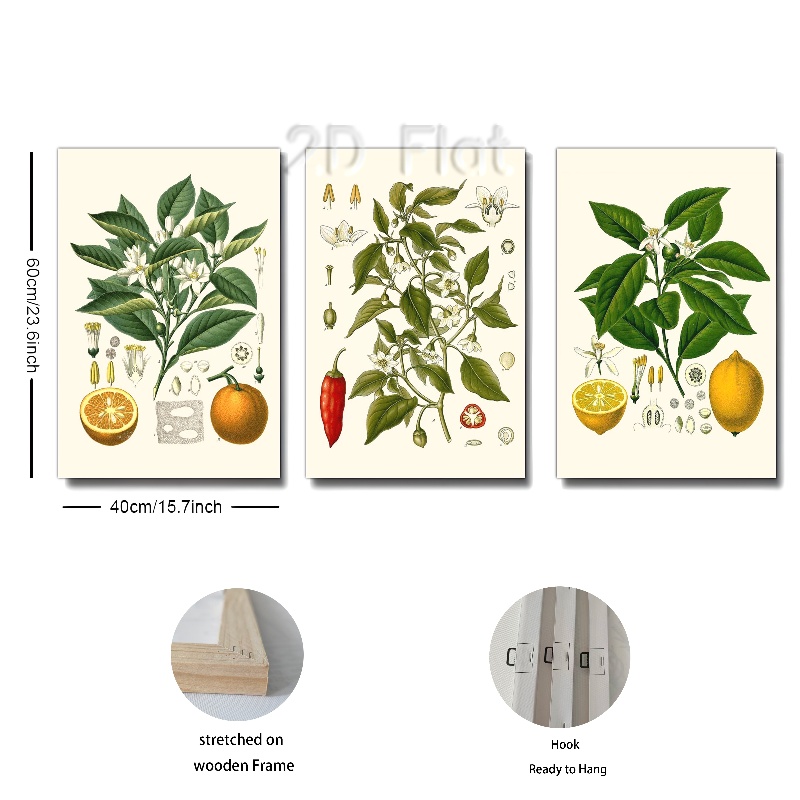 2D Flat
60cm/23.6inch
40cm/15.7inch
stretched on
wooden Frame
Hook
Ready to Hang